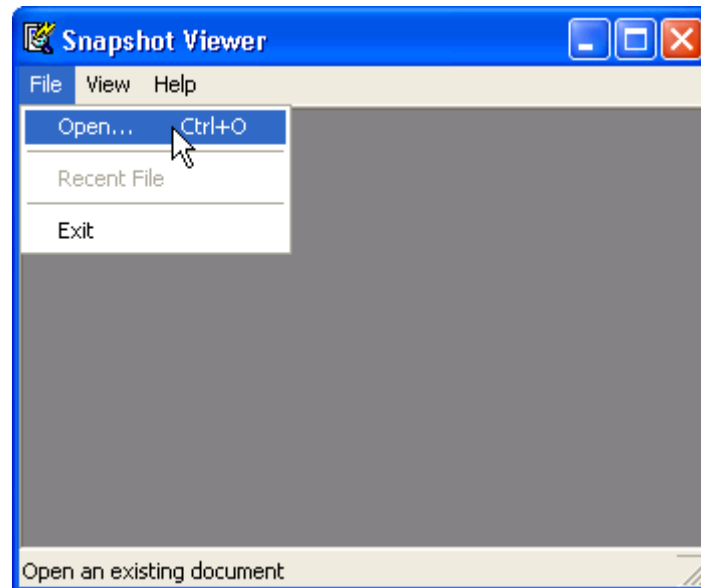 Snapshot Viewer
File View Help
Open... Ctrl+O
Recent File
Exit
Open an existing document